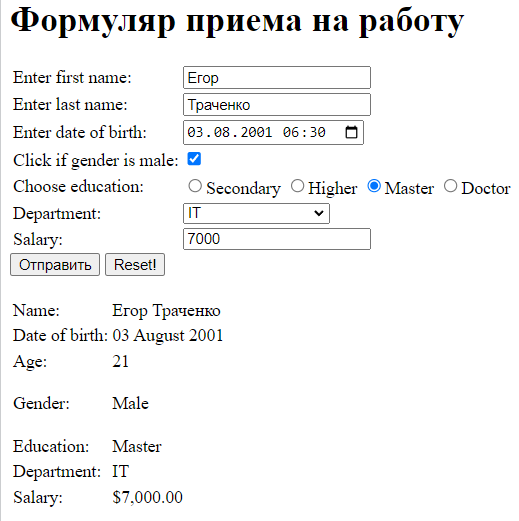 Формуляр приема на работу
Enter first name: Егор
Enter last name: Траченко
Enter date of birth: 03.08.2001 06:30
Click if gender is male:
Choose education: Secondary Higher Master Doctor
Department: IT
Salary: 7000
Отправить Reset!
Name: Егор Траченко
Date of birth: 03 August 2001
Age: 21
Gender: Male
Education: Master
Department: IT
Salary: $7,000.00